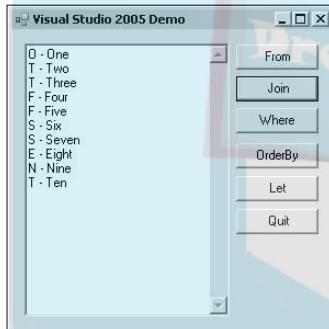 Visual Studio 2005 Demo
O - One
T - Two
T - Three
F - Four
F - Five
S - Six
S - Seven
E - Eight
N - Nine
T - Ten
From
Join
Where
OrderBy
Let
Quit